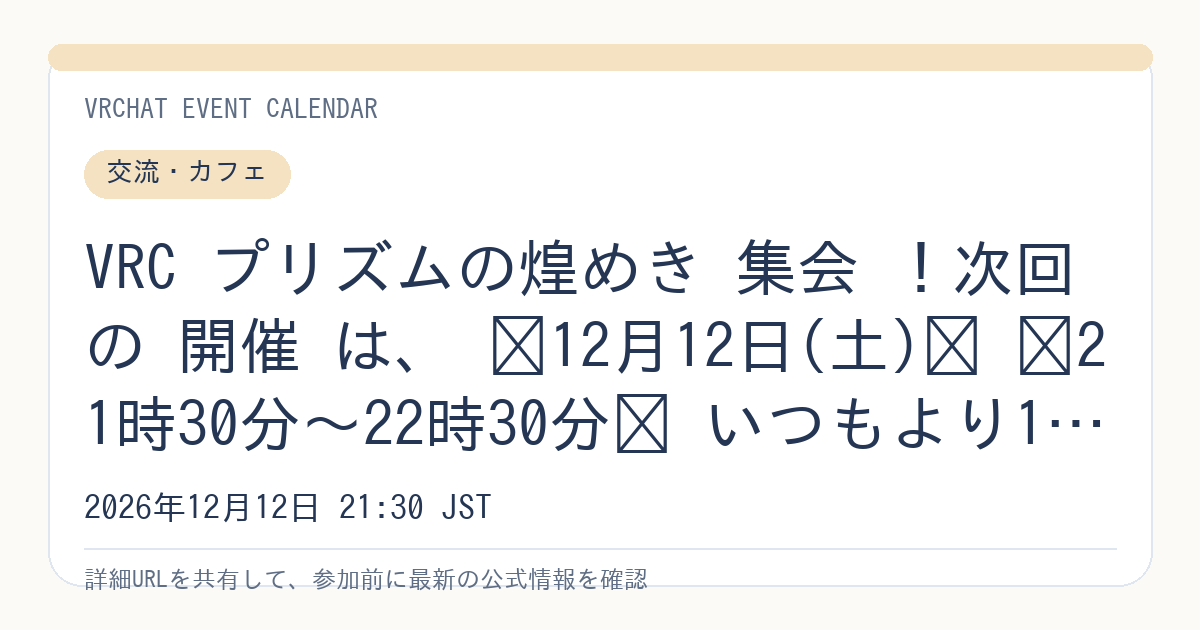 VRCHAT EVENT CALENDAR
交流・カフェ
VRC プリズムの煌めき 集会 ！次回
の 開催 は、 12月12日(土) 2
1時30分～22時30分 いつもより1…
2026年12月12日 21:30 JST
詳細URLを共有して、参加前に最新の公式情報を確認